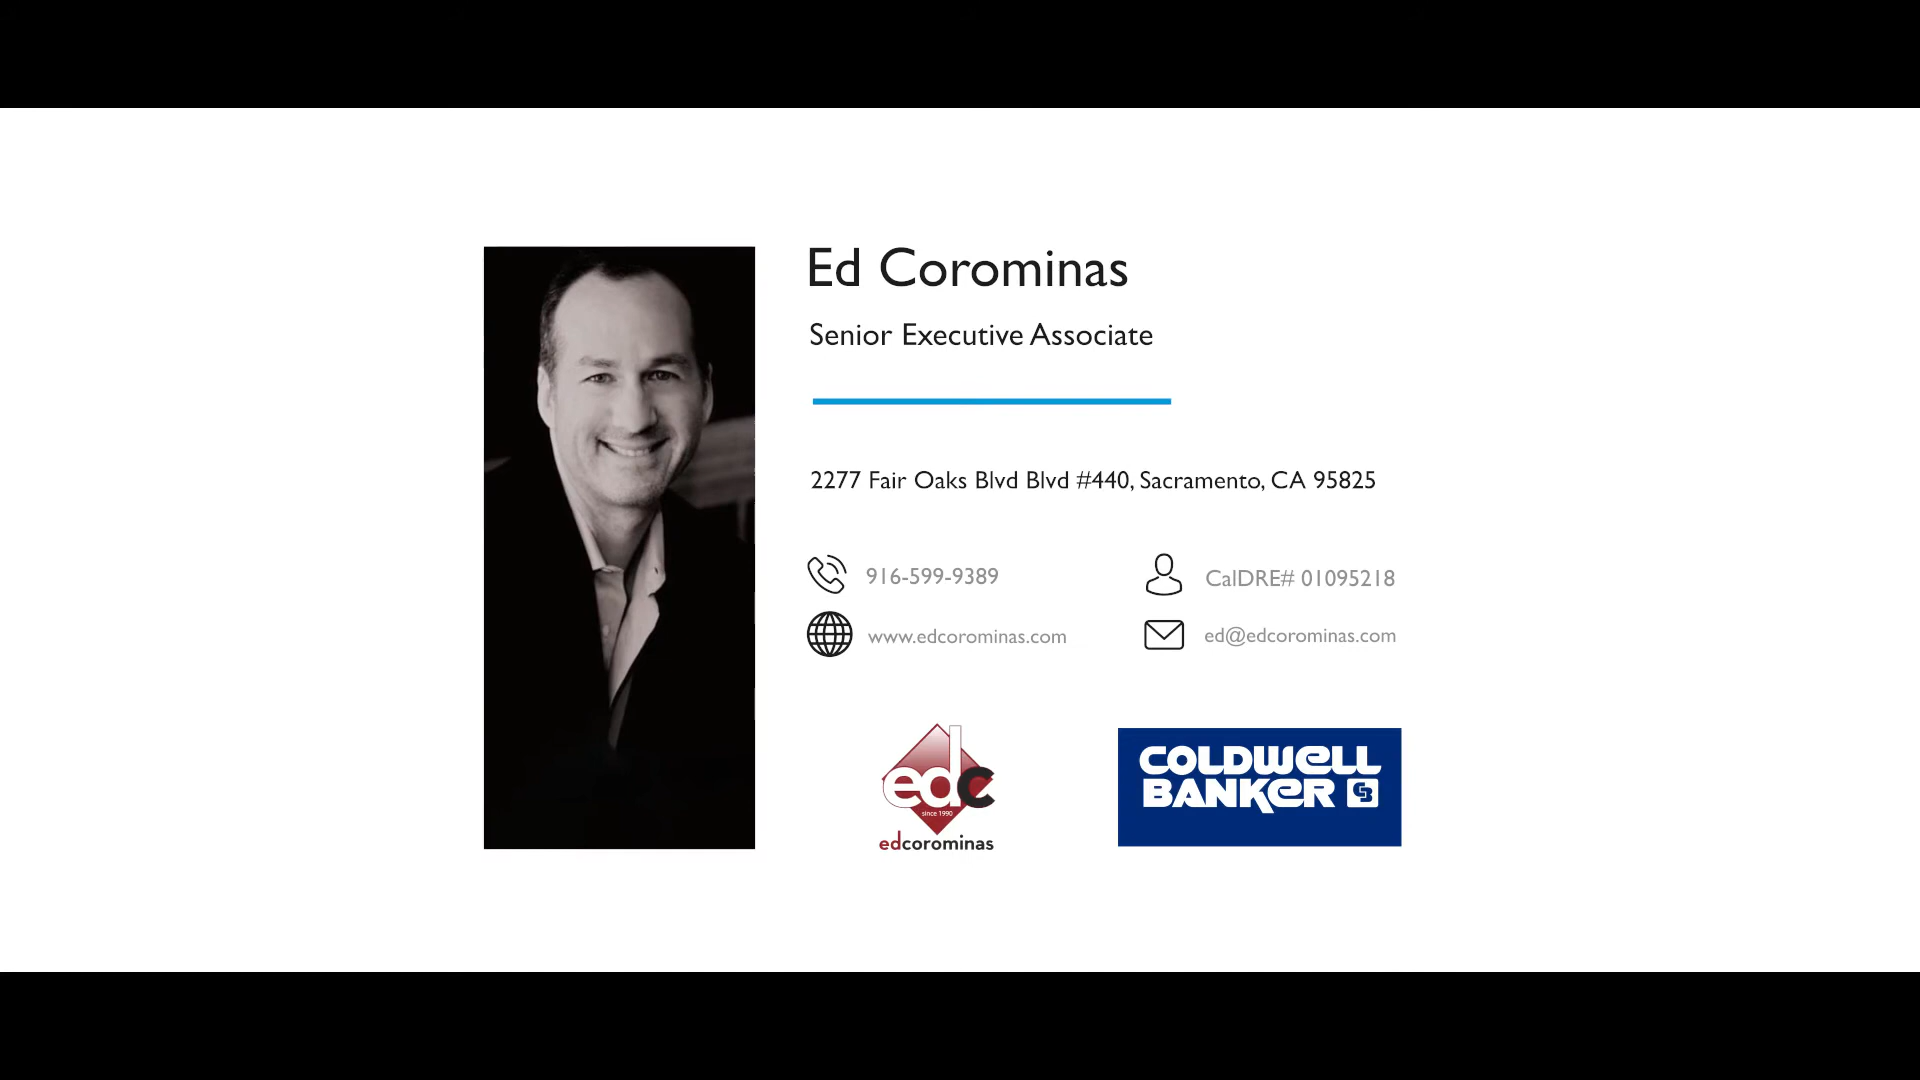 Ed Corominas
Senior Executive Associate
2277 Fair Oaks Blvd Blvd #440, Sacramento, CA 95825
916-599-9389
CalDRE# 01095218
www.edcorominas.com
ed@edcorominas.com
edc
since 1990
edcorominas
COLDWELL
BANKER CB